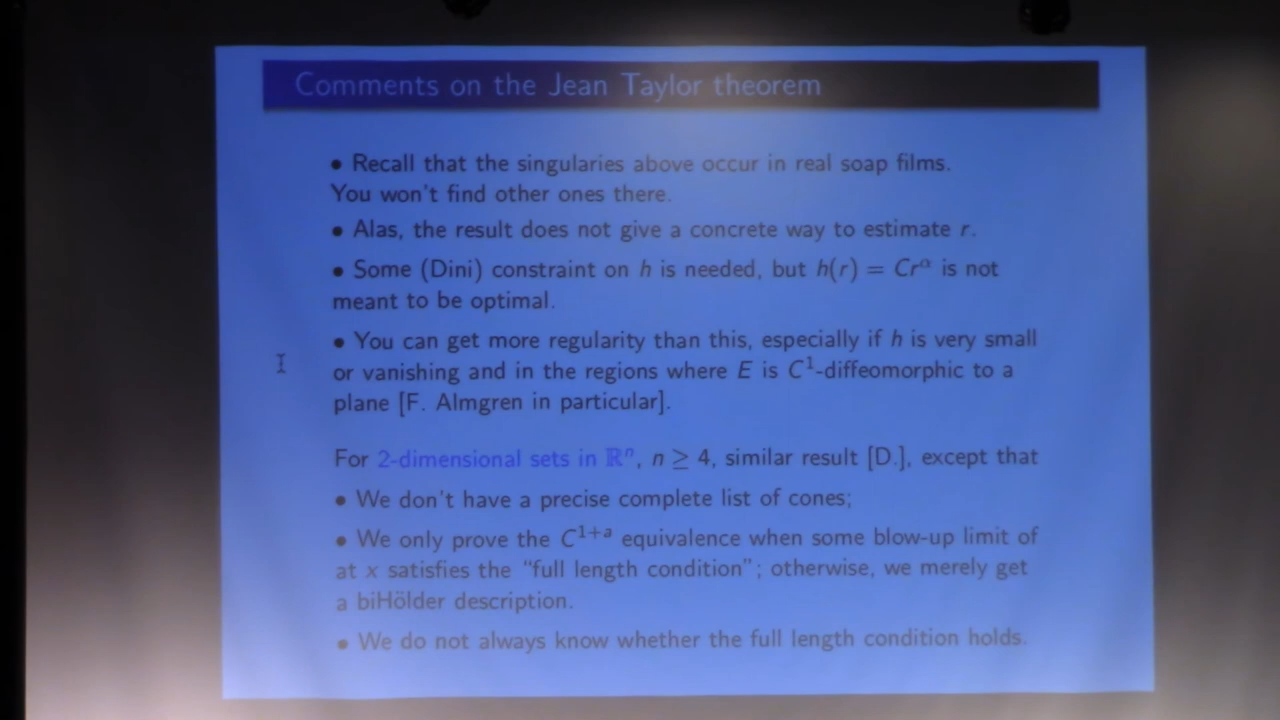 Comments on the Jean Taylor theorem
• Recall that the singularies above occur in real soap films.
You won't find other ones there.
• Alas, the result does not give a concrete way to estimate r.
• Some (Dini) constraint on h is needed, but h(r) = Crᵅ is not
meant to be optimal.
• You can get more regularity than this, especially if h is very small
or vanishing and in the regions where E is C¹-diffeomorphic to a
plane [F. Almgren in particular].
For 2-dimensional sets in ℝⁿ, n ≥ 4, similar result [D.], except that
• We don't have a precise complete list of cones;
• We only prove the C¹⁺ᵃ equivalence when some blow-up limit of
at x satisfies the “full length condition”; otherwise, we merely get
a biHölder description.
• We do not always know whether the full length condition holds.